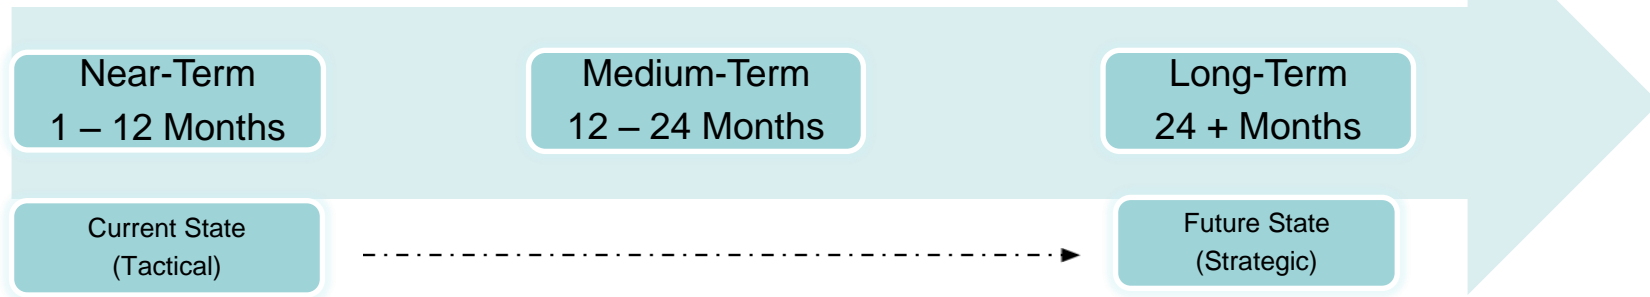 Near-Term
1 – 12 Months
Medium-Term
12 – 24 Months
Long-Term
24 + Months
Current State
(Tactical)
Future State
(Strategic)